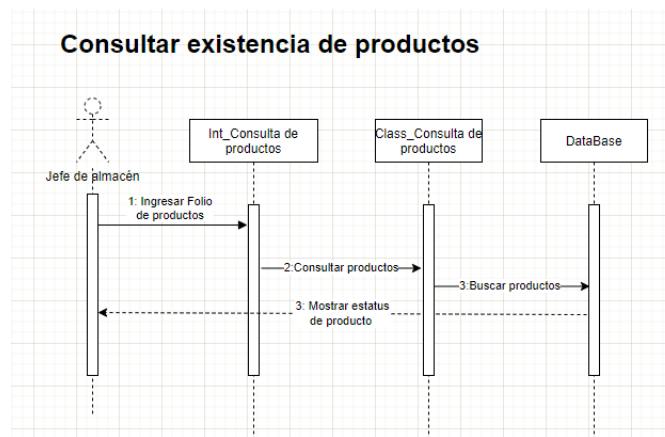 Consultar existencia de productos
Int_Consulta de
productos
Class_Consulta de
productos
DataBase
Jefe de almacén
1: Ingresar Folio
de productos
2:Consultar productos
3:Buscar productos
3: Mostrar estatus
de producto